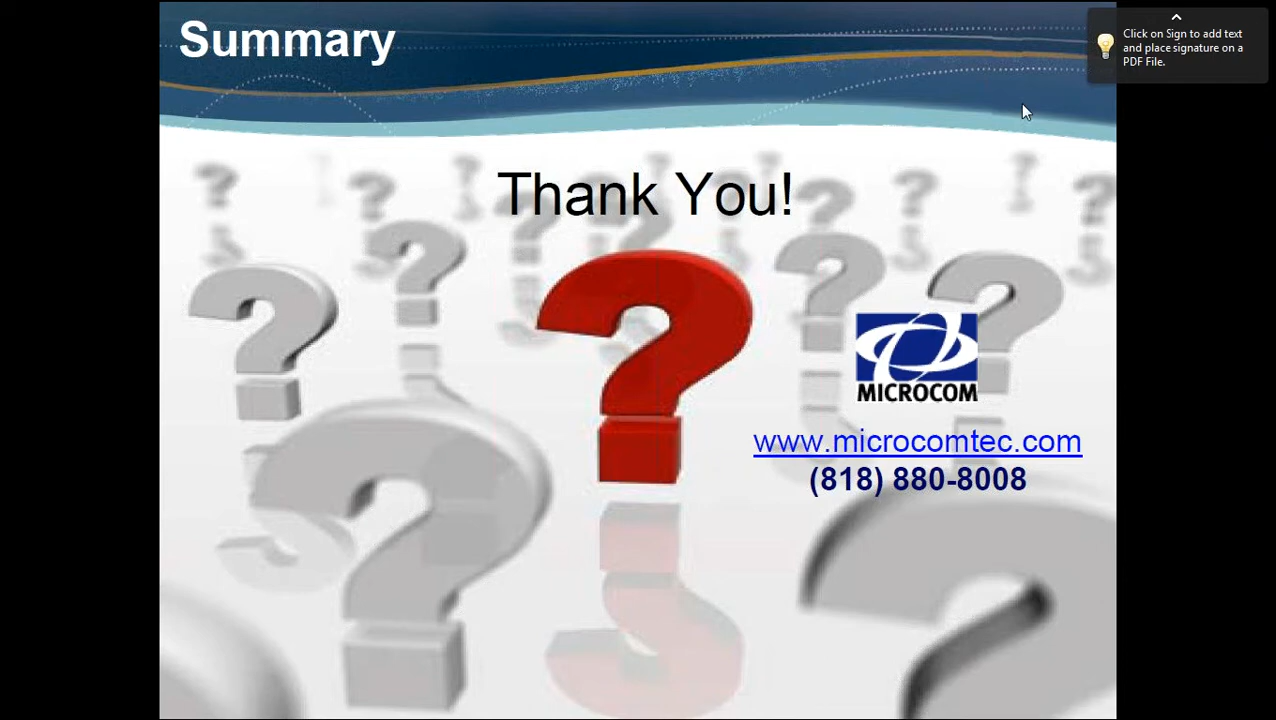 Summary
Click on Sign to add text
and place signature on a
PDF File.
Thank You!
MICROCOM
www.microcomtec.com
(818) 880-8008